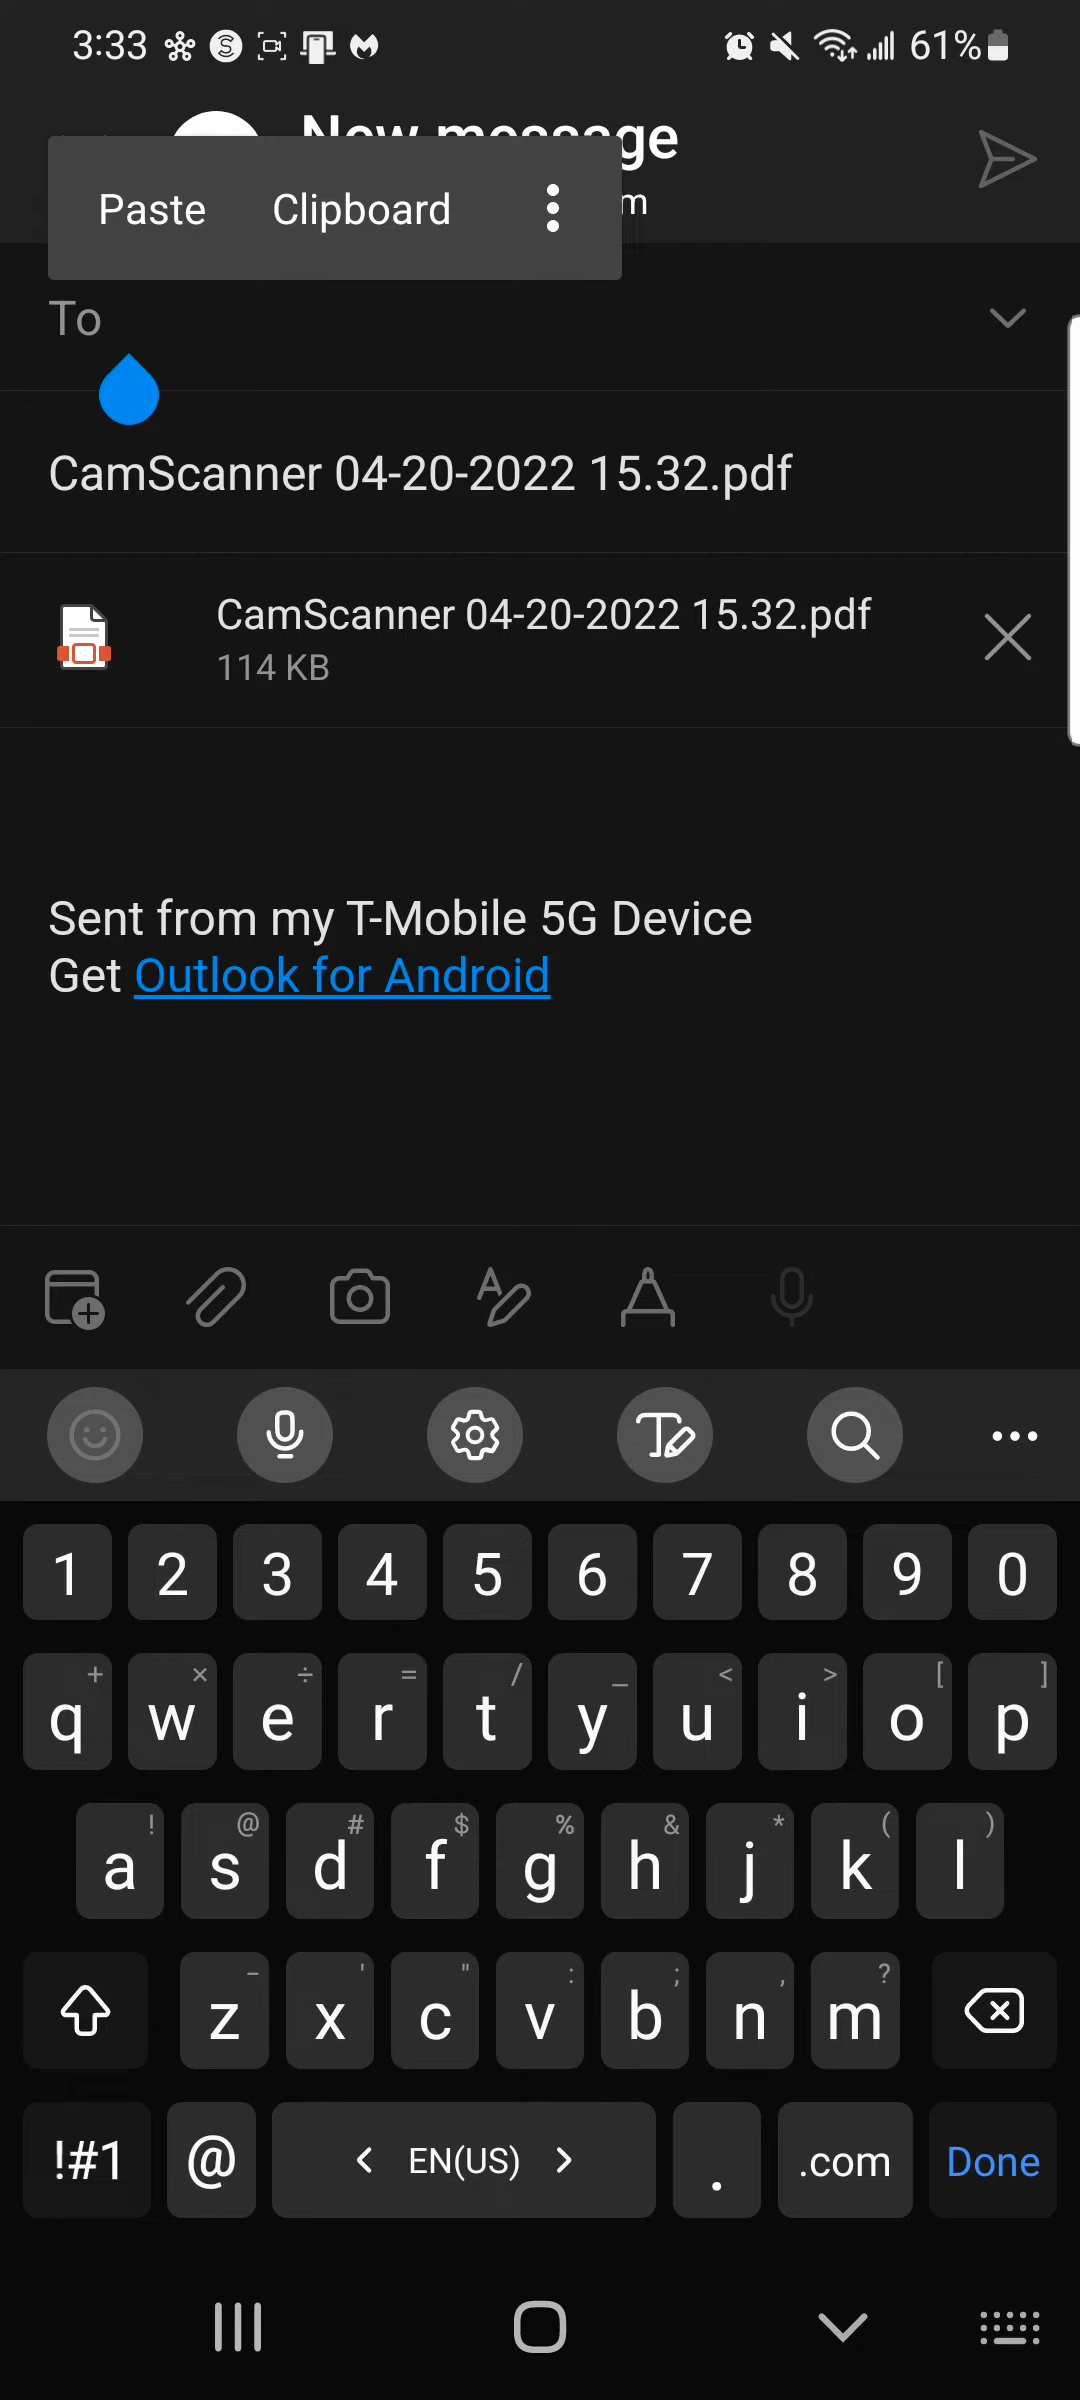 3:33
61%
New message
m
Paste Clipboard
To
CamScanner 04-20-2022 15.32.pdf
CamScanner 04-20-2022 15.32.pdf
114 KB
Sent from my T-Mobile 5G Device
Get Outlook for Android
1 2 3 4 5 6 7 8 9 0
+ × ÷ = / _ < > [ ]
q w e r t y u i o p
! @ # $ % & * ( )
a s d f g h j k l
- ' " : ; , ?
z x c v b n m
!#1 @ < EN(US) > . .com Done